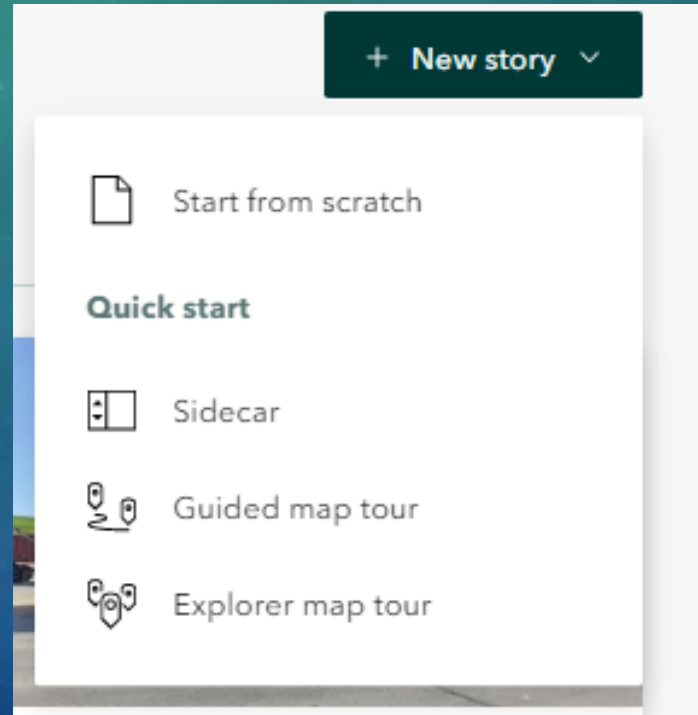 + New story
Start from scratch
Quick start
Sidecar
Guided map tour
Explorer map tour